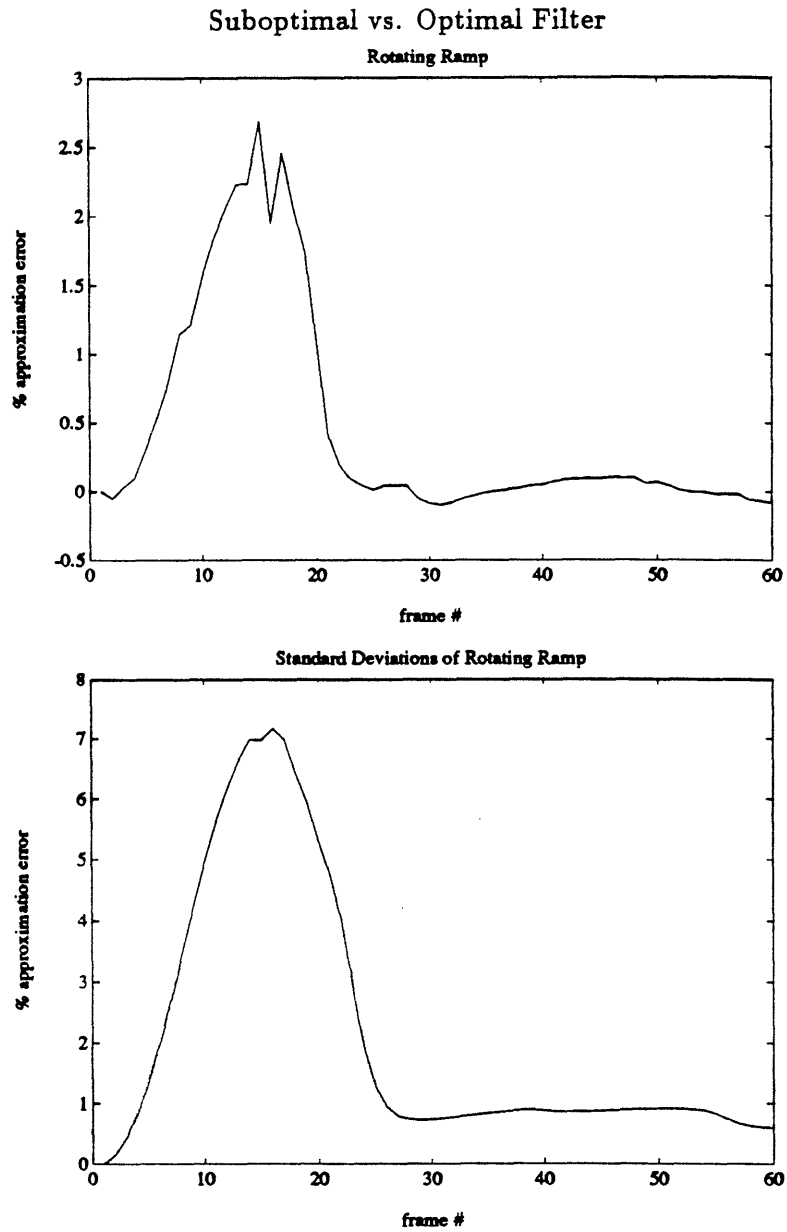 Suboptimal vs. Optimal Filter
Rotating Ramp
3
2.5
2
1.5
1
0.5
0
-0.5
% approximation error
0 10 20 30 40 50 60
frame #
Standard Deviations of Rotating Ramp
8
7
6
5
4
3
2
1
0
% approximation error
0 10 20 30 40 50 60
frame #